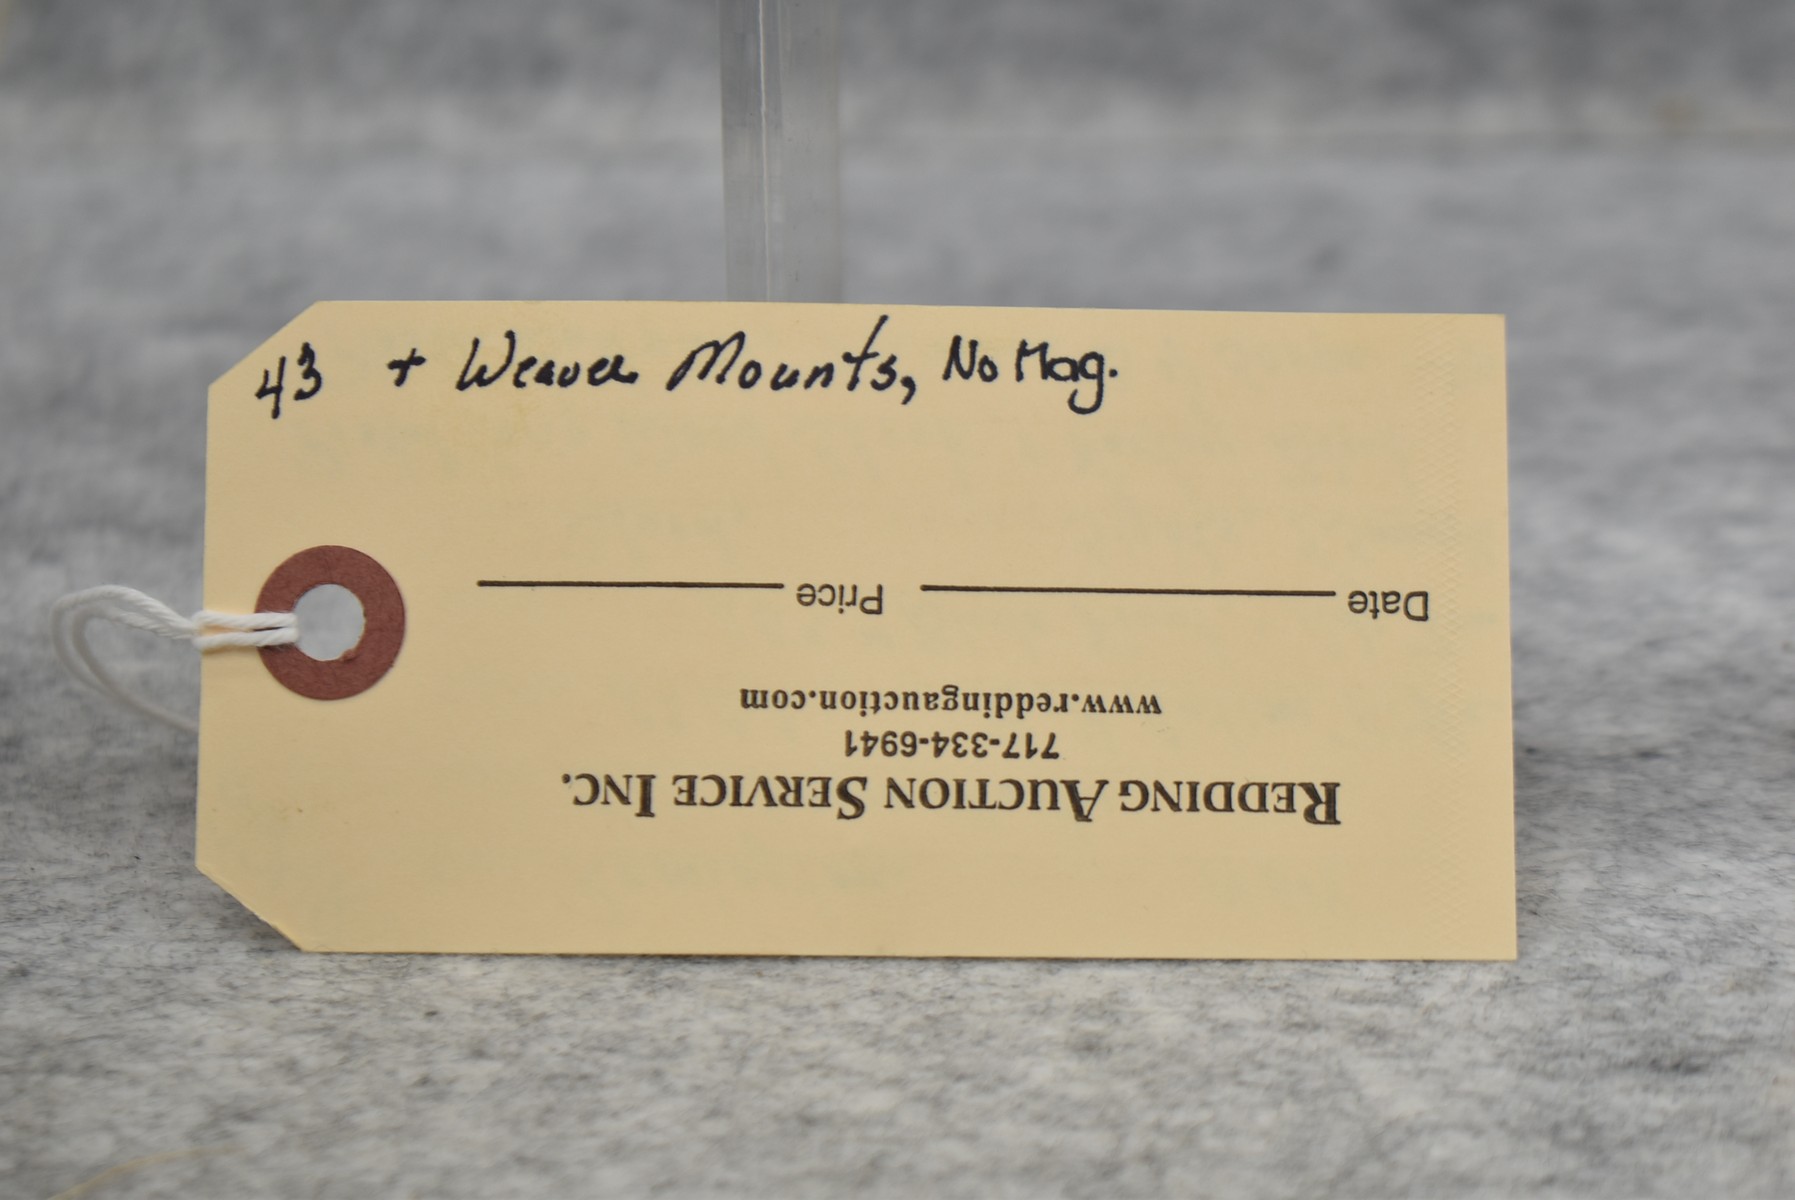 43 + Weaver Mounts, No Mag.
REDDING AUCTION SERVICE INC.
717-334-6941
www.reddingauction.com
Date Price